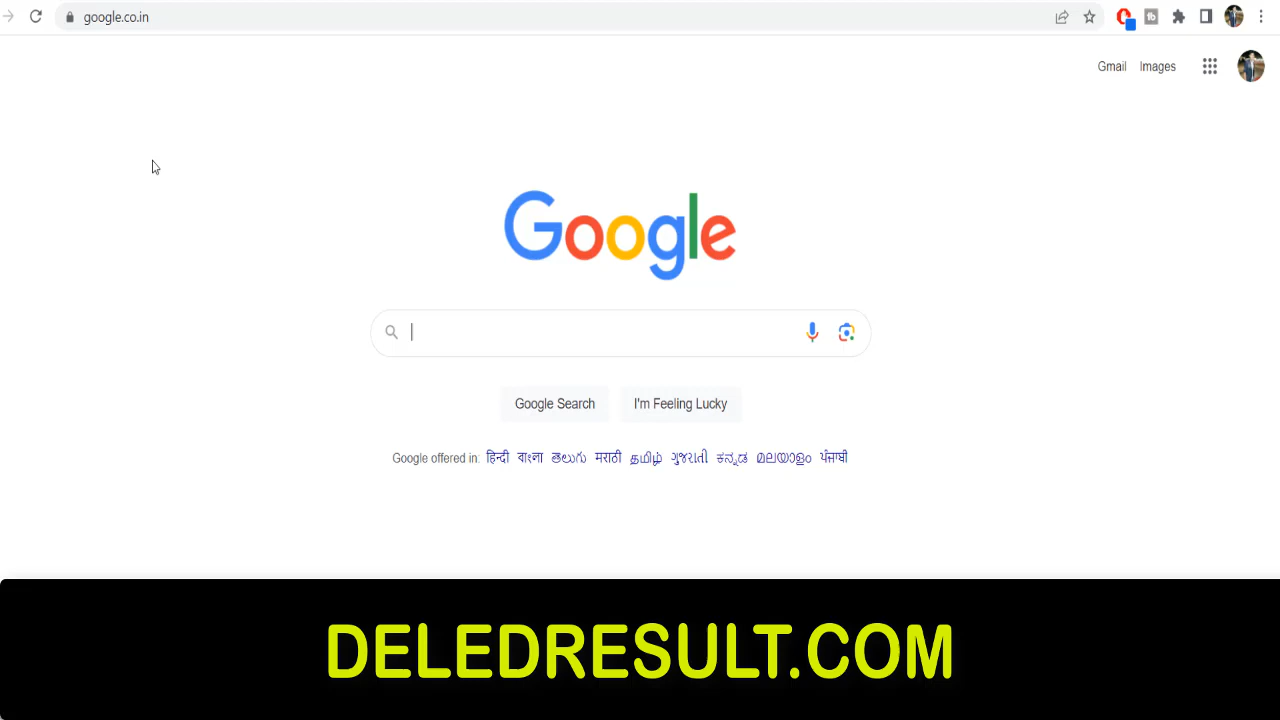 google.co.in
Gmail Images
Google
Google Search I'm Feeling Lucky
Google offered in: हिन्दी বাংলা తెలుగు मराठी தமிழ் ગુજરાતી ಕನ್ನಡ മലയാളം ਪੰਜਾਬੀ
DELEDRESULT.COM